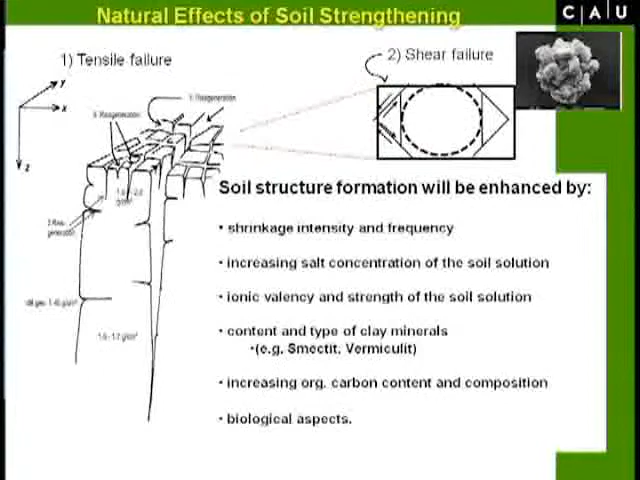 Natural Effects of Soil Strengthening
C A U
1) Tensile failure
2) Shear failure
y
x
z
Soil structure formation will be enhanced by:
• shrinkage intensity and frequency
• increasing salt concentration of the soil solution
• ionic valency and strength of the soil solution
• content and type of clay minerals
•(e.g. Smectit, Vermiculit)
• increasing org. carbon content and composition
• biological aspects.